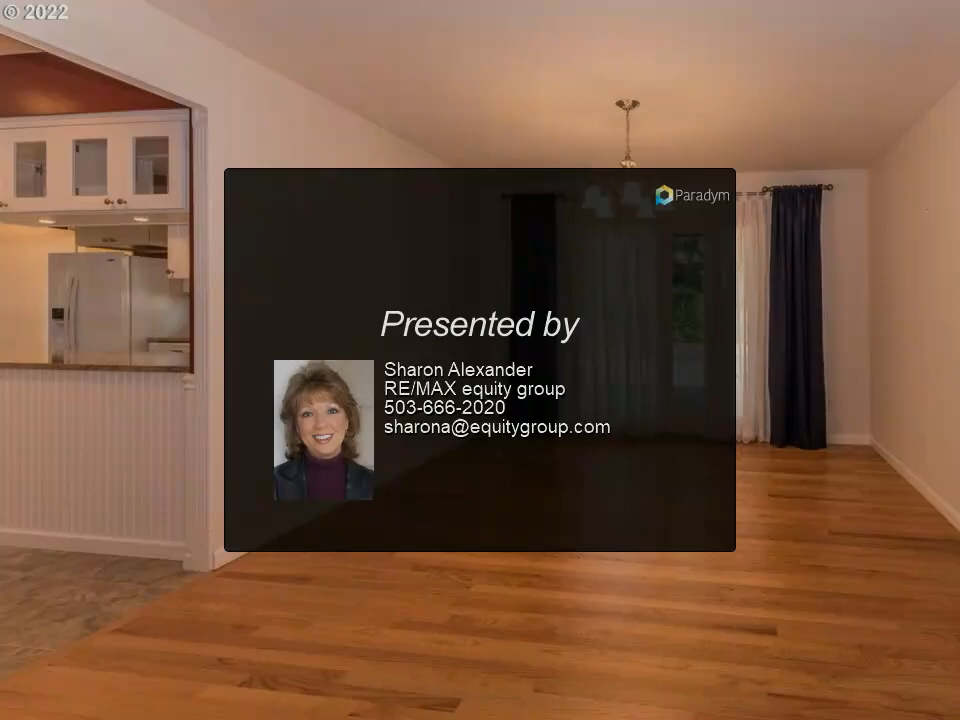 © 2022
Paradym
Presented by
Sharon Alexander
RE/MAX equity group
503-666-2020
sharona@equitygroup.com